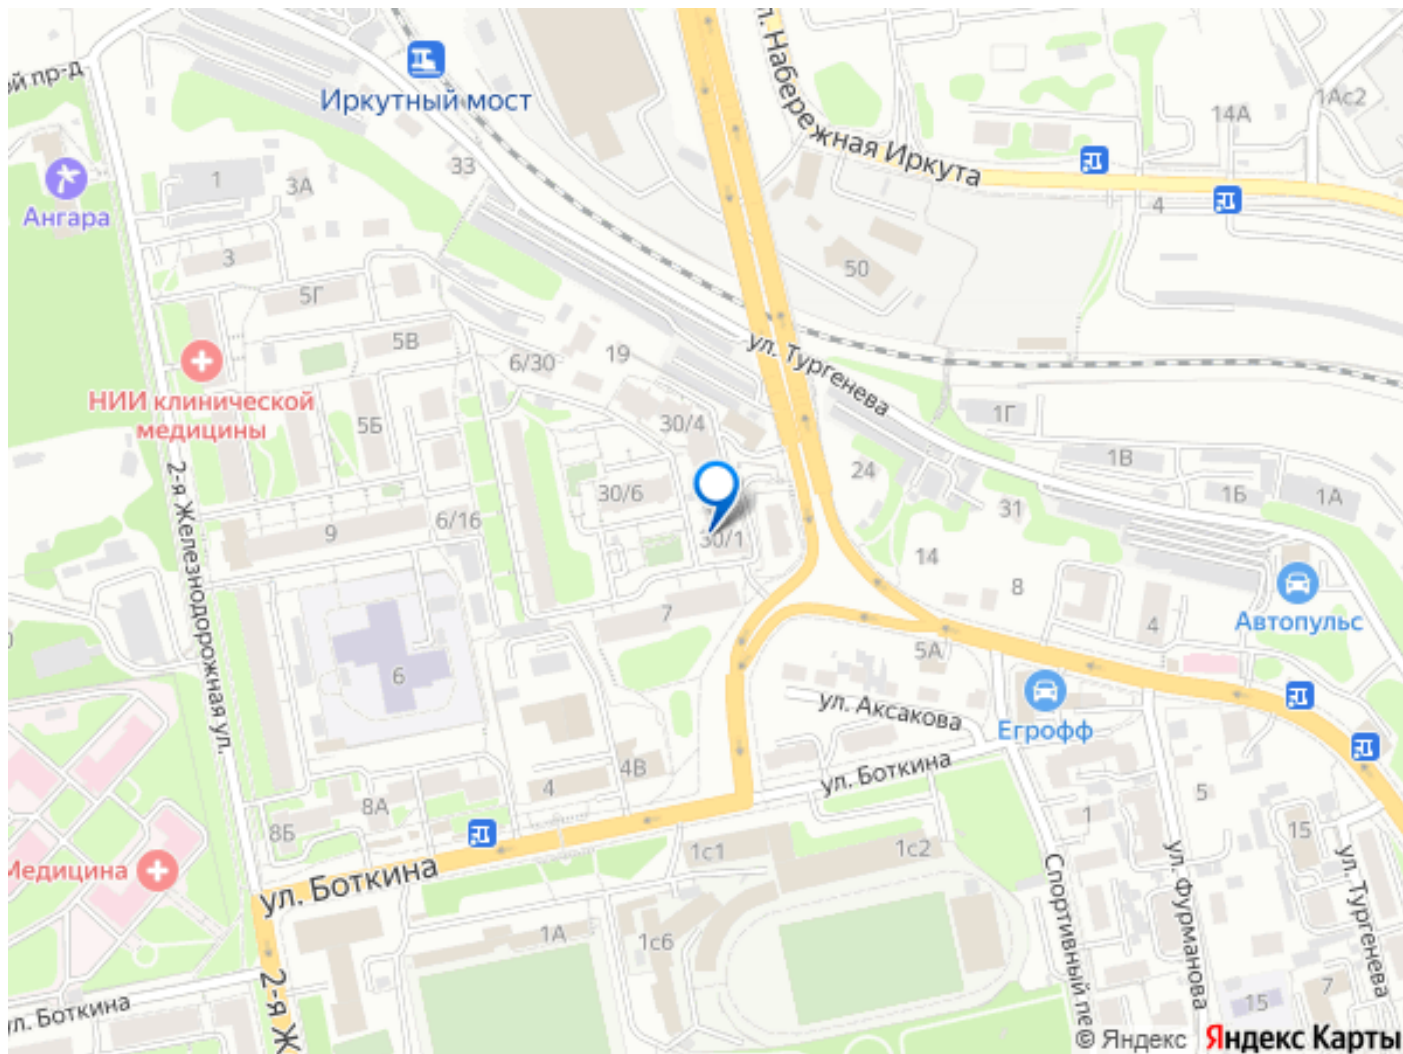 ой пр-д
Иркутный мост
ул. Набережная Иркута
1Ас2
14А
33
1
3А
Ангара
4
3
50
5Г
5В
19
6/30
ул. Тургенева
НИИ клинической
медицины
5Б
30/4
1Г
1В
24
30/6
1Б
1А
31
2-я Железнодорожная ул.
6/16
9
30/1
14
8
7
4
Автопульс
5А
6
ул. Аксакова
Егрофф
ул. Боткина
4В
4
8А
8Б
5
1
15
Медицина
1с1
1с2
ул. Боткина
Спортивный пе
ул. Фурманова
ул. Тургенева
1А
1с6
2-я Ж
7
15
ул. Боткина
© Яндекс
Яндекс Карты